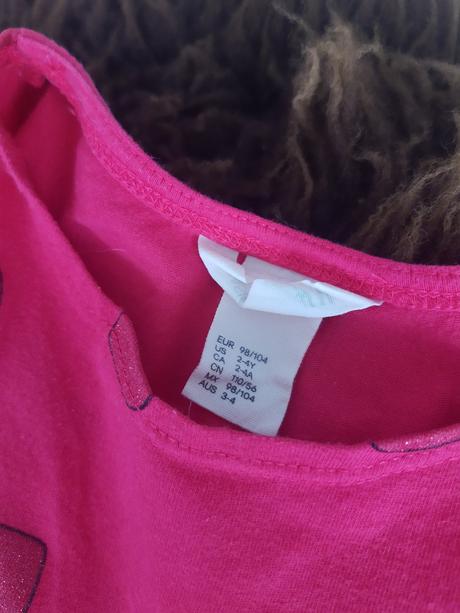 EUR 98/104
US 2-4Y
CA 2-4A
CN 110/56
MX 98/104
AUS 3-4